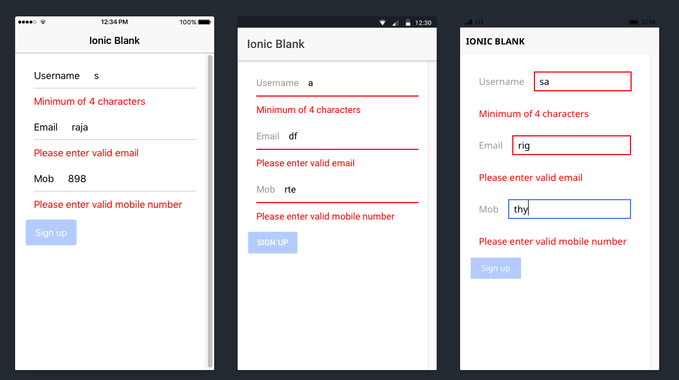 12:34 PM
100%
Ionic Blank
Username s
Minimum of 4 characters
Email raja
Please enter valid email
Mob 898
Please enter valid mobile number
Sign up
12:30
Ionic Blank
Username a
Minimum of 4 characters
Email df
Please enter valid email
Mob rte
Please enter valid mobile number
SIGN UP
IONIC BLANK
Username sa
Minimum of 4 characters
Email rig
Please enter valid email
Mob thy
Please enter valid mobile number
Sign up